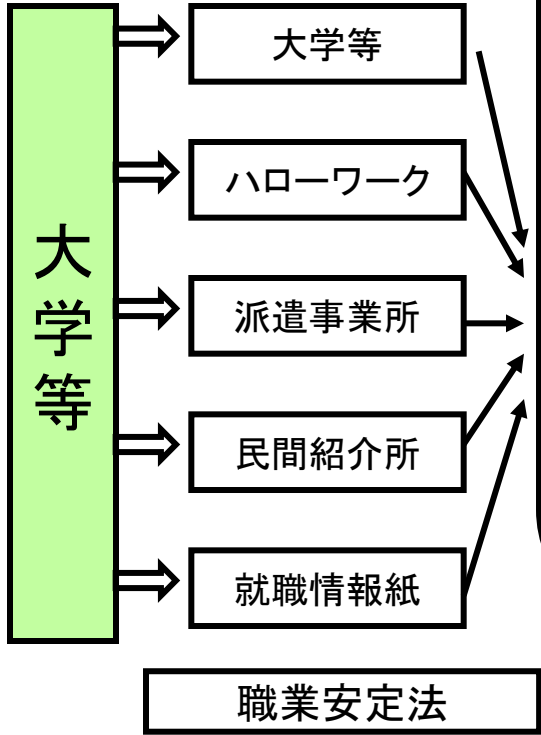 大学等
大学等
ハローワーク
派遣事業所
民間紹介所
就職情報紙
職業安定法